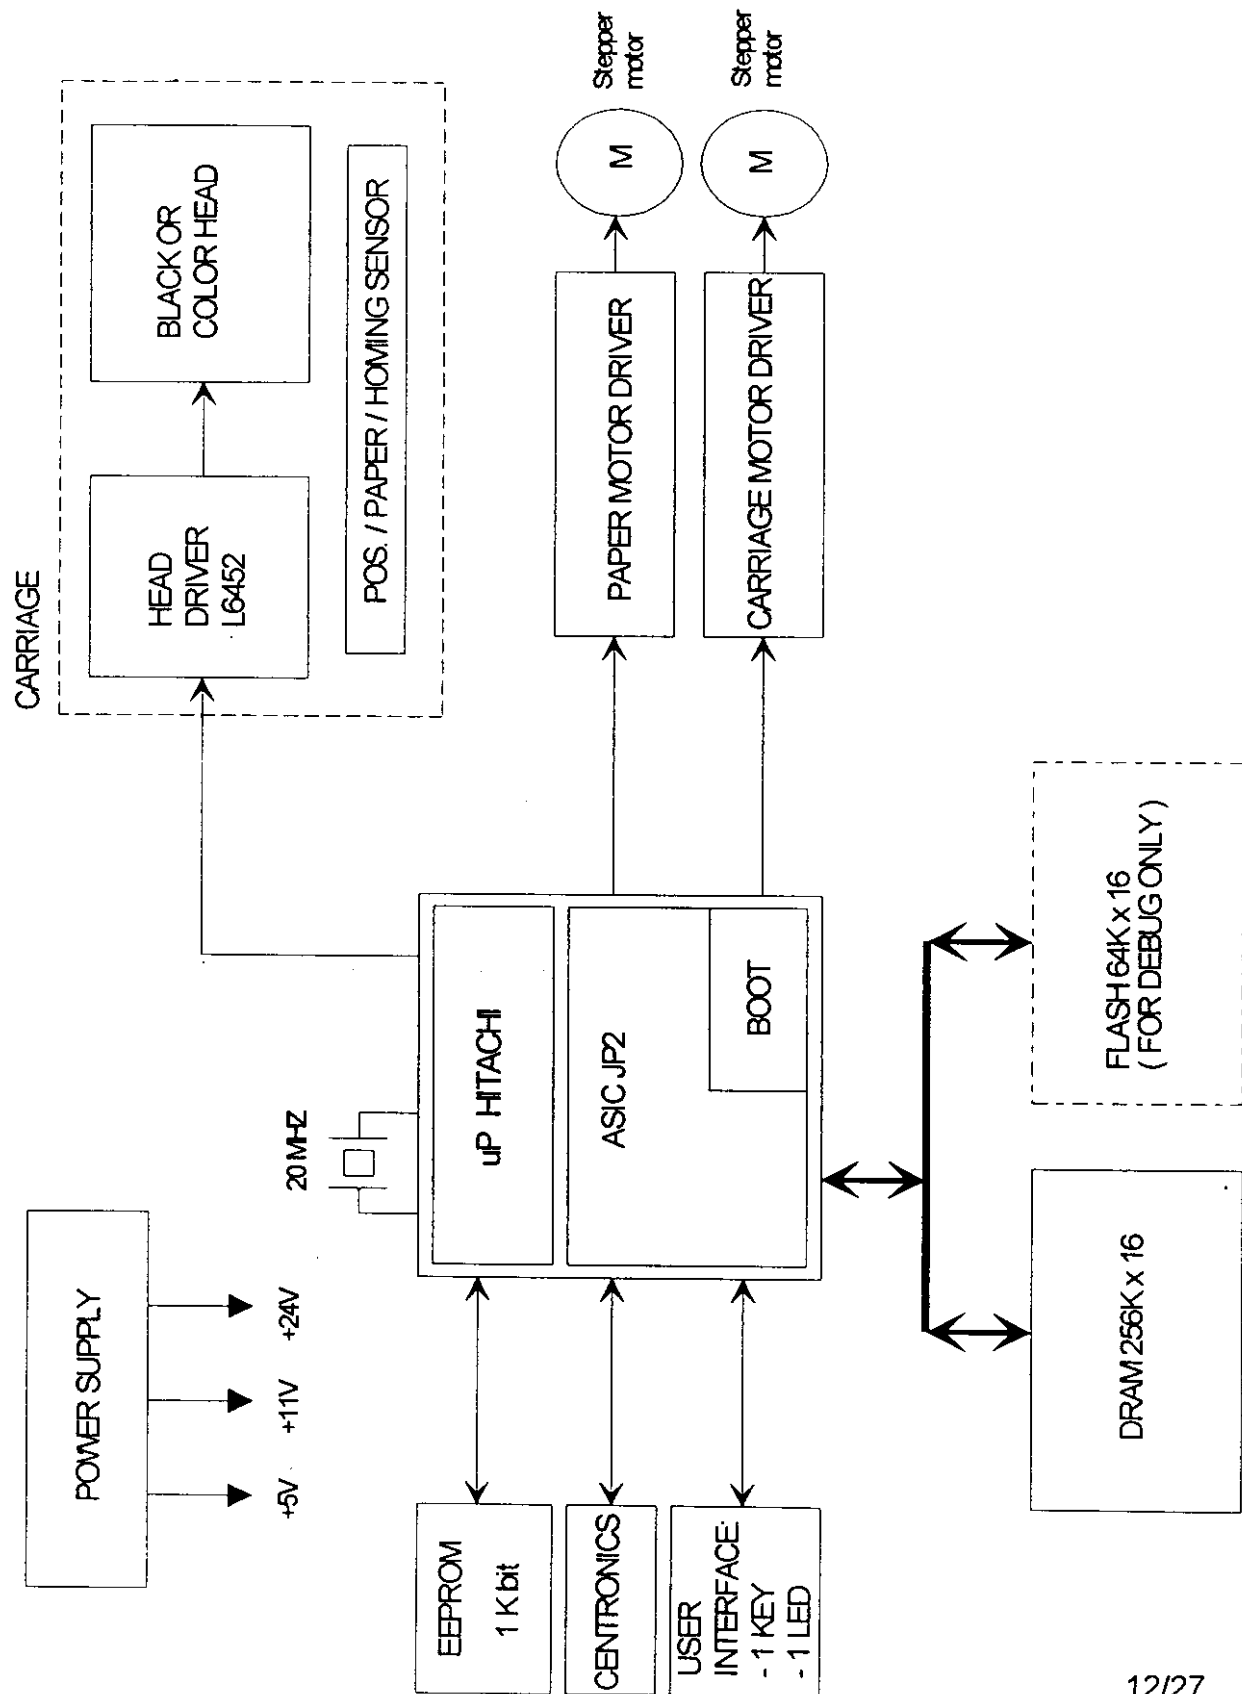 POWER SUPPLY
+5V
+11V
+24V
CARRIAGE
HEAD
DRIVER
L6452
BLACK OR
COLOR HEAD
POS. / PAPER / HOMING SENSOR
20 MHZ
EEPROM
1 K bit
CENTRONICS
USER
INTERFACE:
- 1 KEY
- 1 LED
uP HITACHI
ASIC JP2
BOOT
PAPER MOTOR DRIVER
M
Stepper
motor
CARRIAGE MOTOR DRIVER
M
Stepper
motor
DRAM 256K x 16
FLASH 64K x 16
( FOR DEBUG ONLY )
12/27